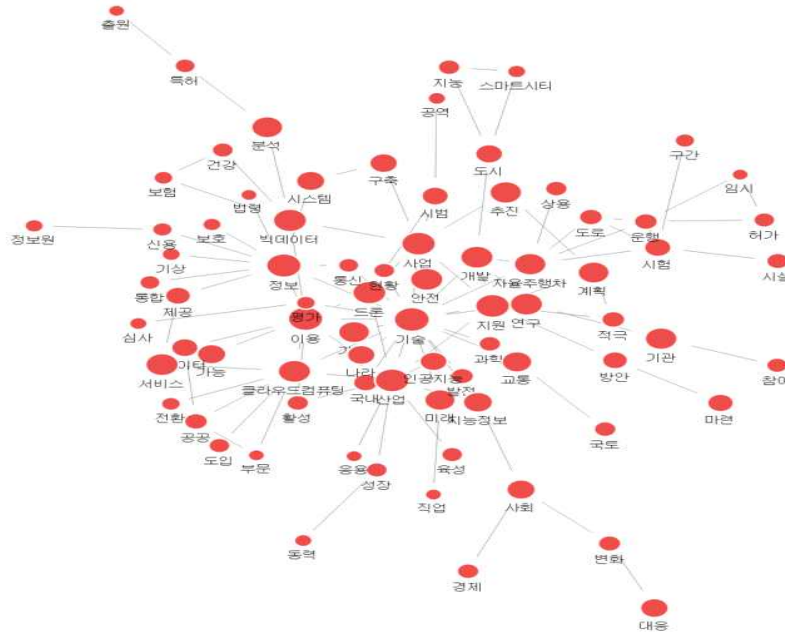 출원
특허
지능
스마트시티
공역
분석
구간
건강
도시
구축
보험
시스템
임시
법령
시범
추진
상용
도로
운행
허가
정보원
신용
보호
빅데이터
사업
시험
기상
개발
자율주행차
시설
정보
통신
현황
안전
계획
통합
제공
드론
심사
평가
이용
기술
지원
연구
적극
나라
과학
기관
서비스
가능
인공지능
발전
교통
방안
참여
클라우드컴퓨팅
국내
산업
전환
활성
미래
지능정보
마련
공공
도입
부문
응용
성장
육성
국토
직업
사회
동력
변화
경제
대응